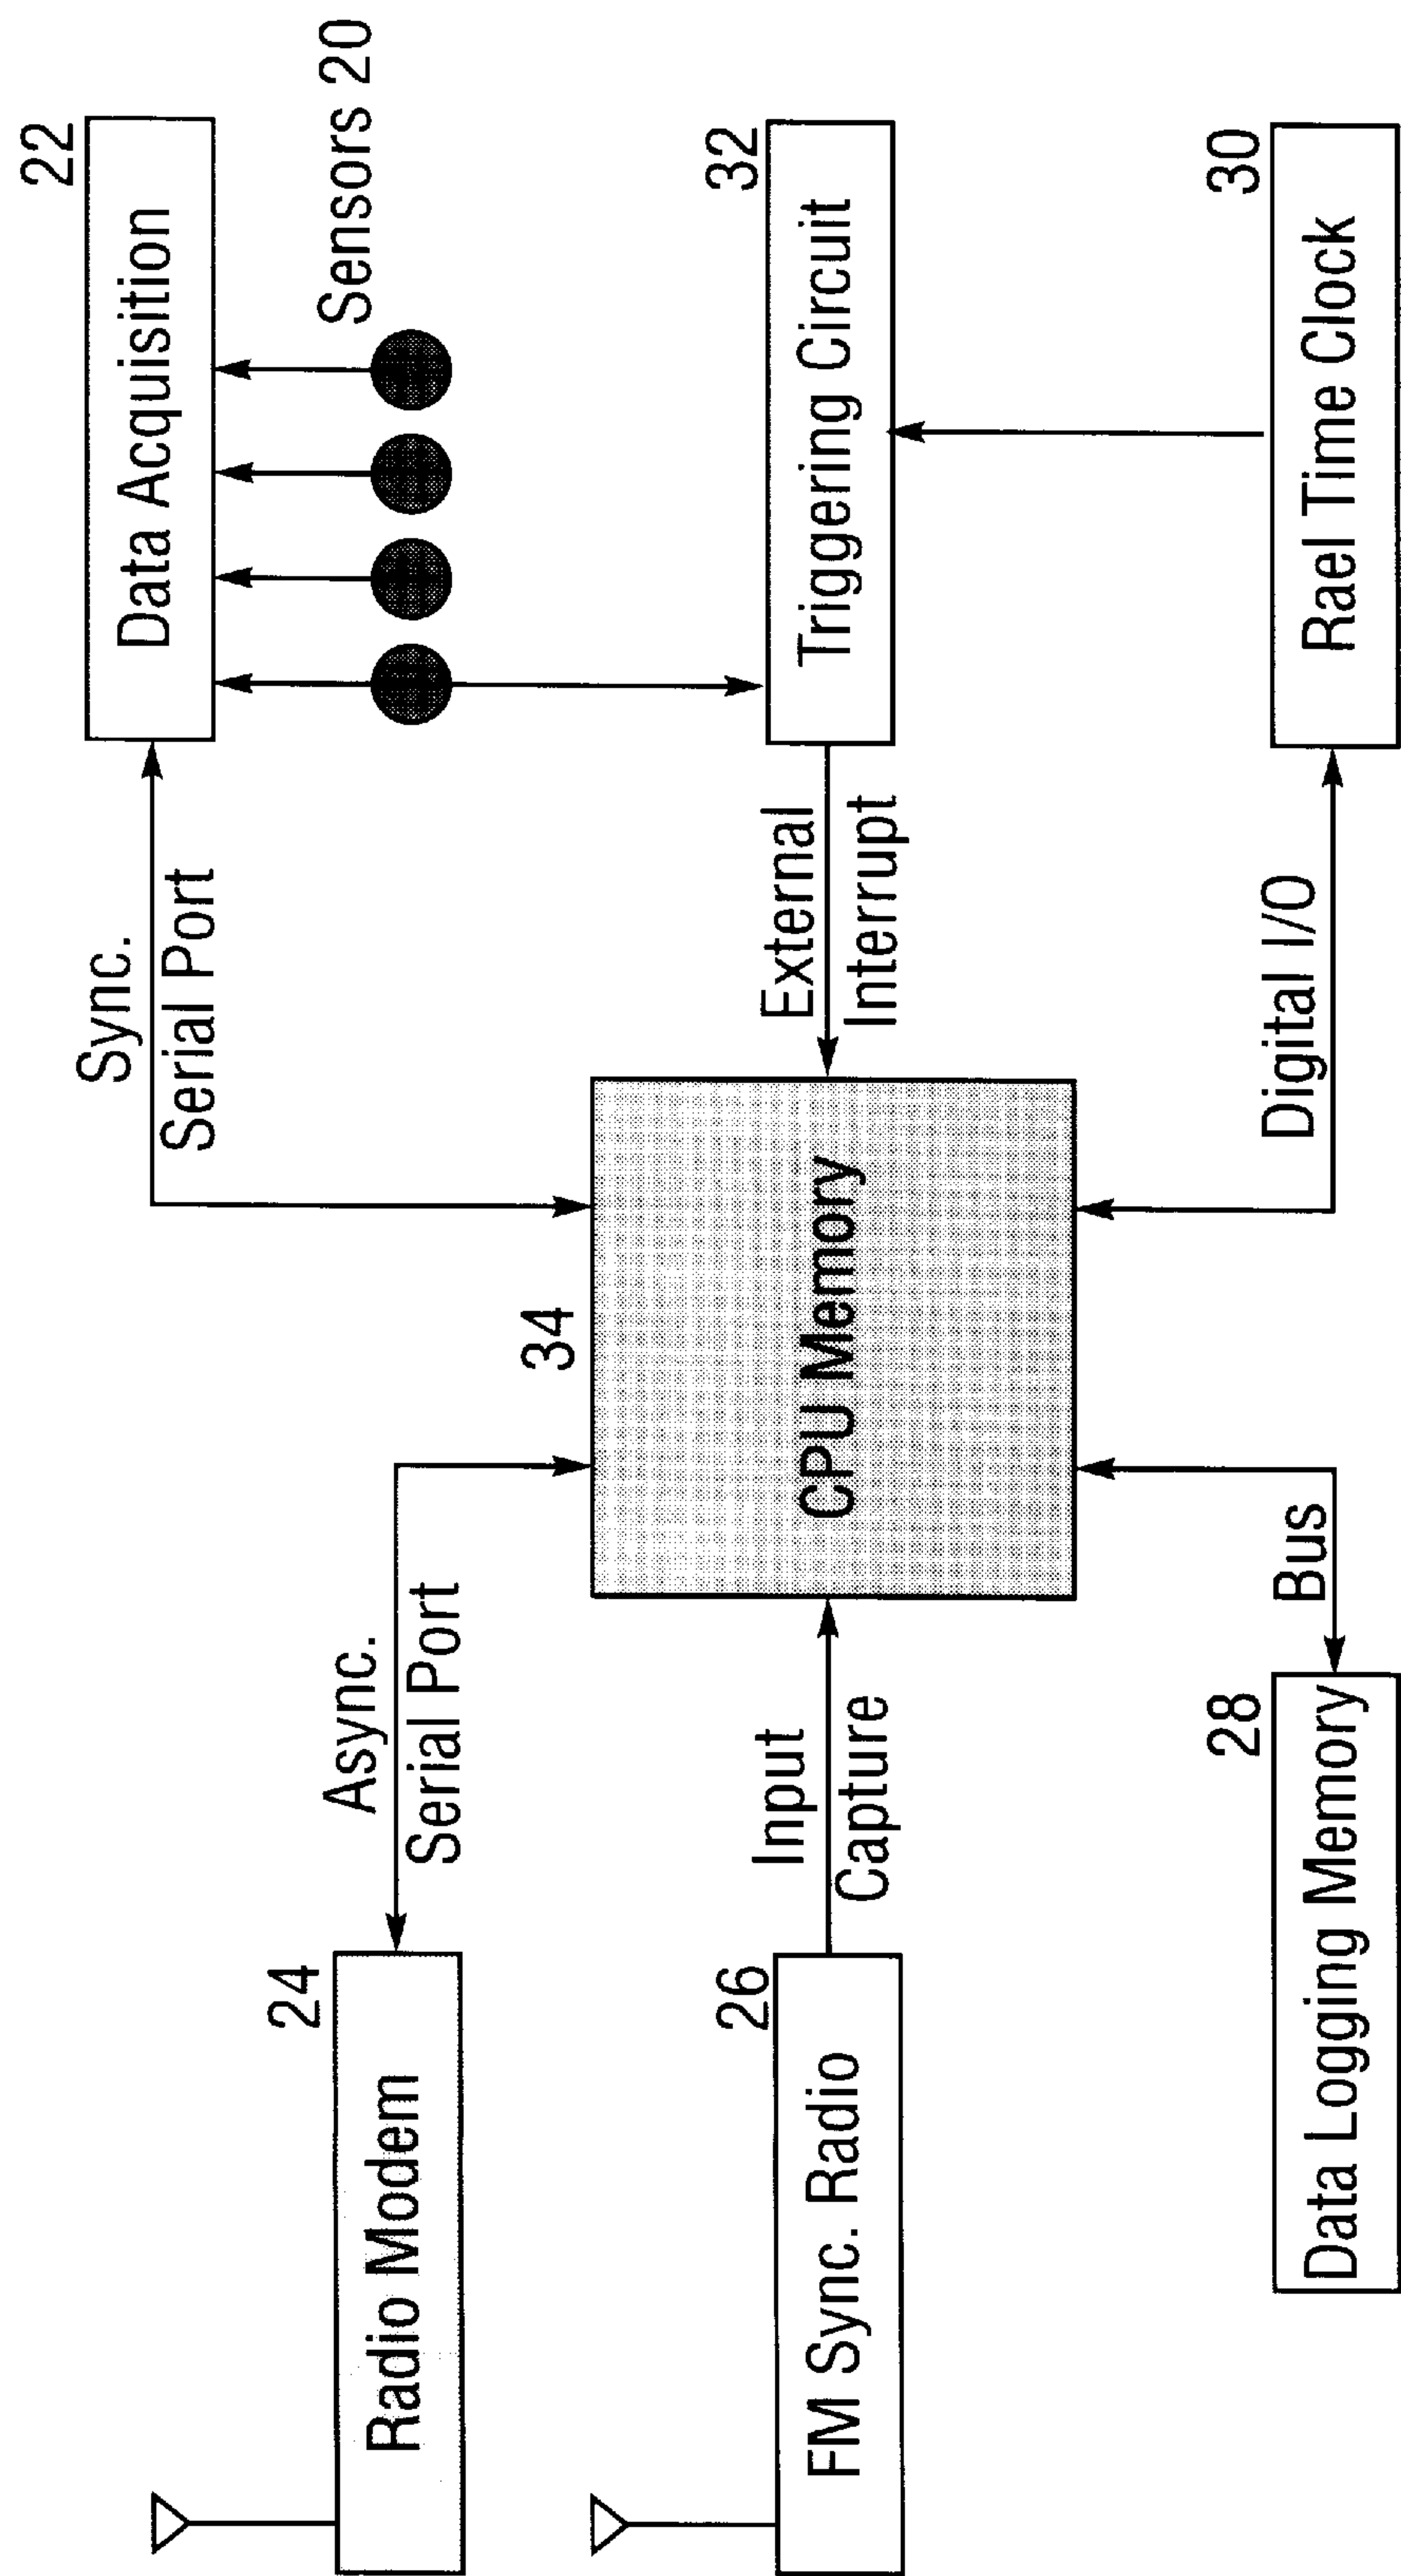 22
Data Acquisition
Sensors 20
Sync.
Serial Port
32
Triggering Circuit
External
Interrupt
30
Rael Time Clock
Digital I/O
34
CPU Memory
24
Radio Modem
Async.
Serial Port
26
FM Sync. Radio
Input
Capture
28
Data Logging Memory
Bus